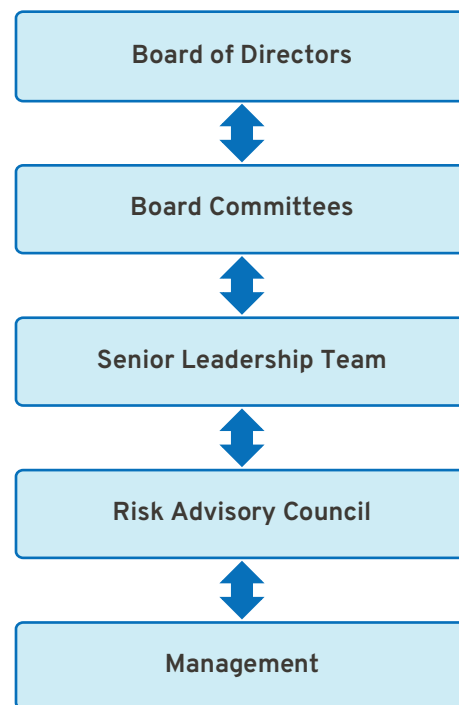 Board of Directors
Board Committees
Senior Leadership Team
Risk Advisory Council
Management